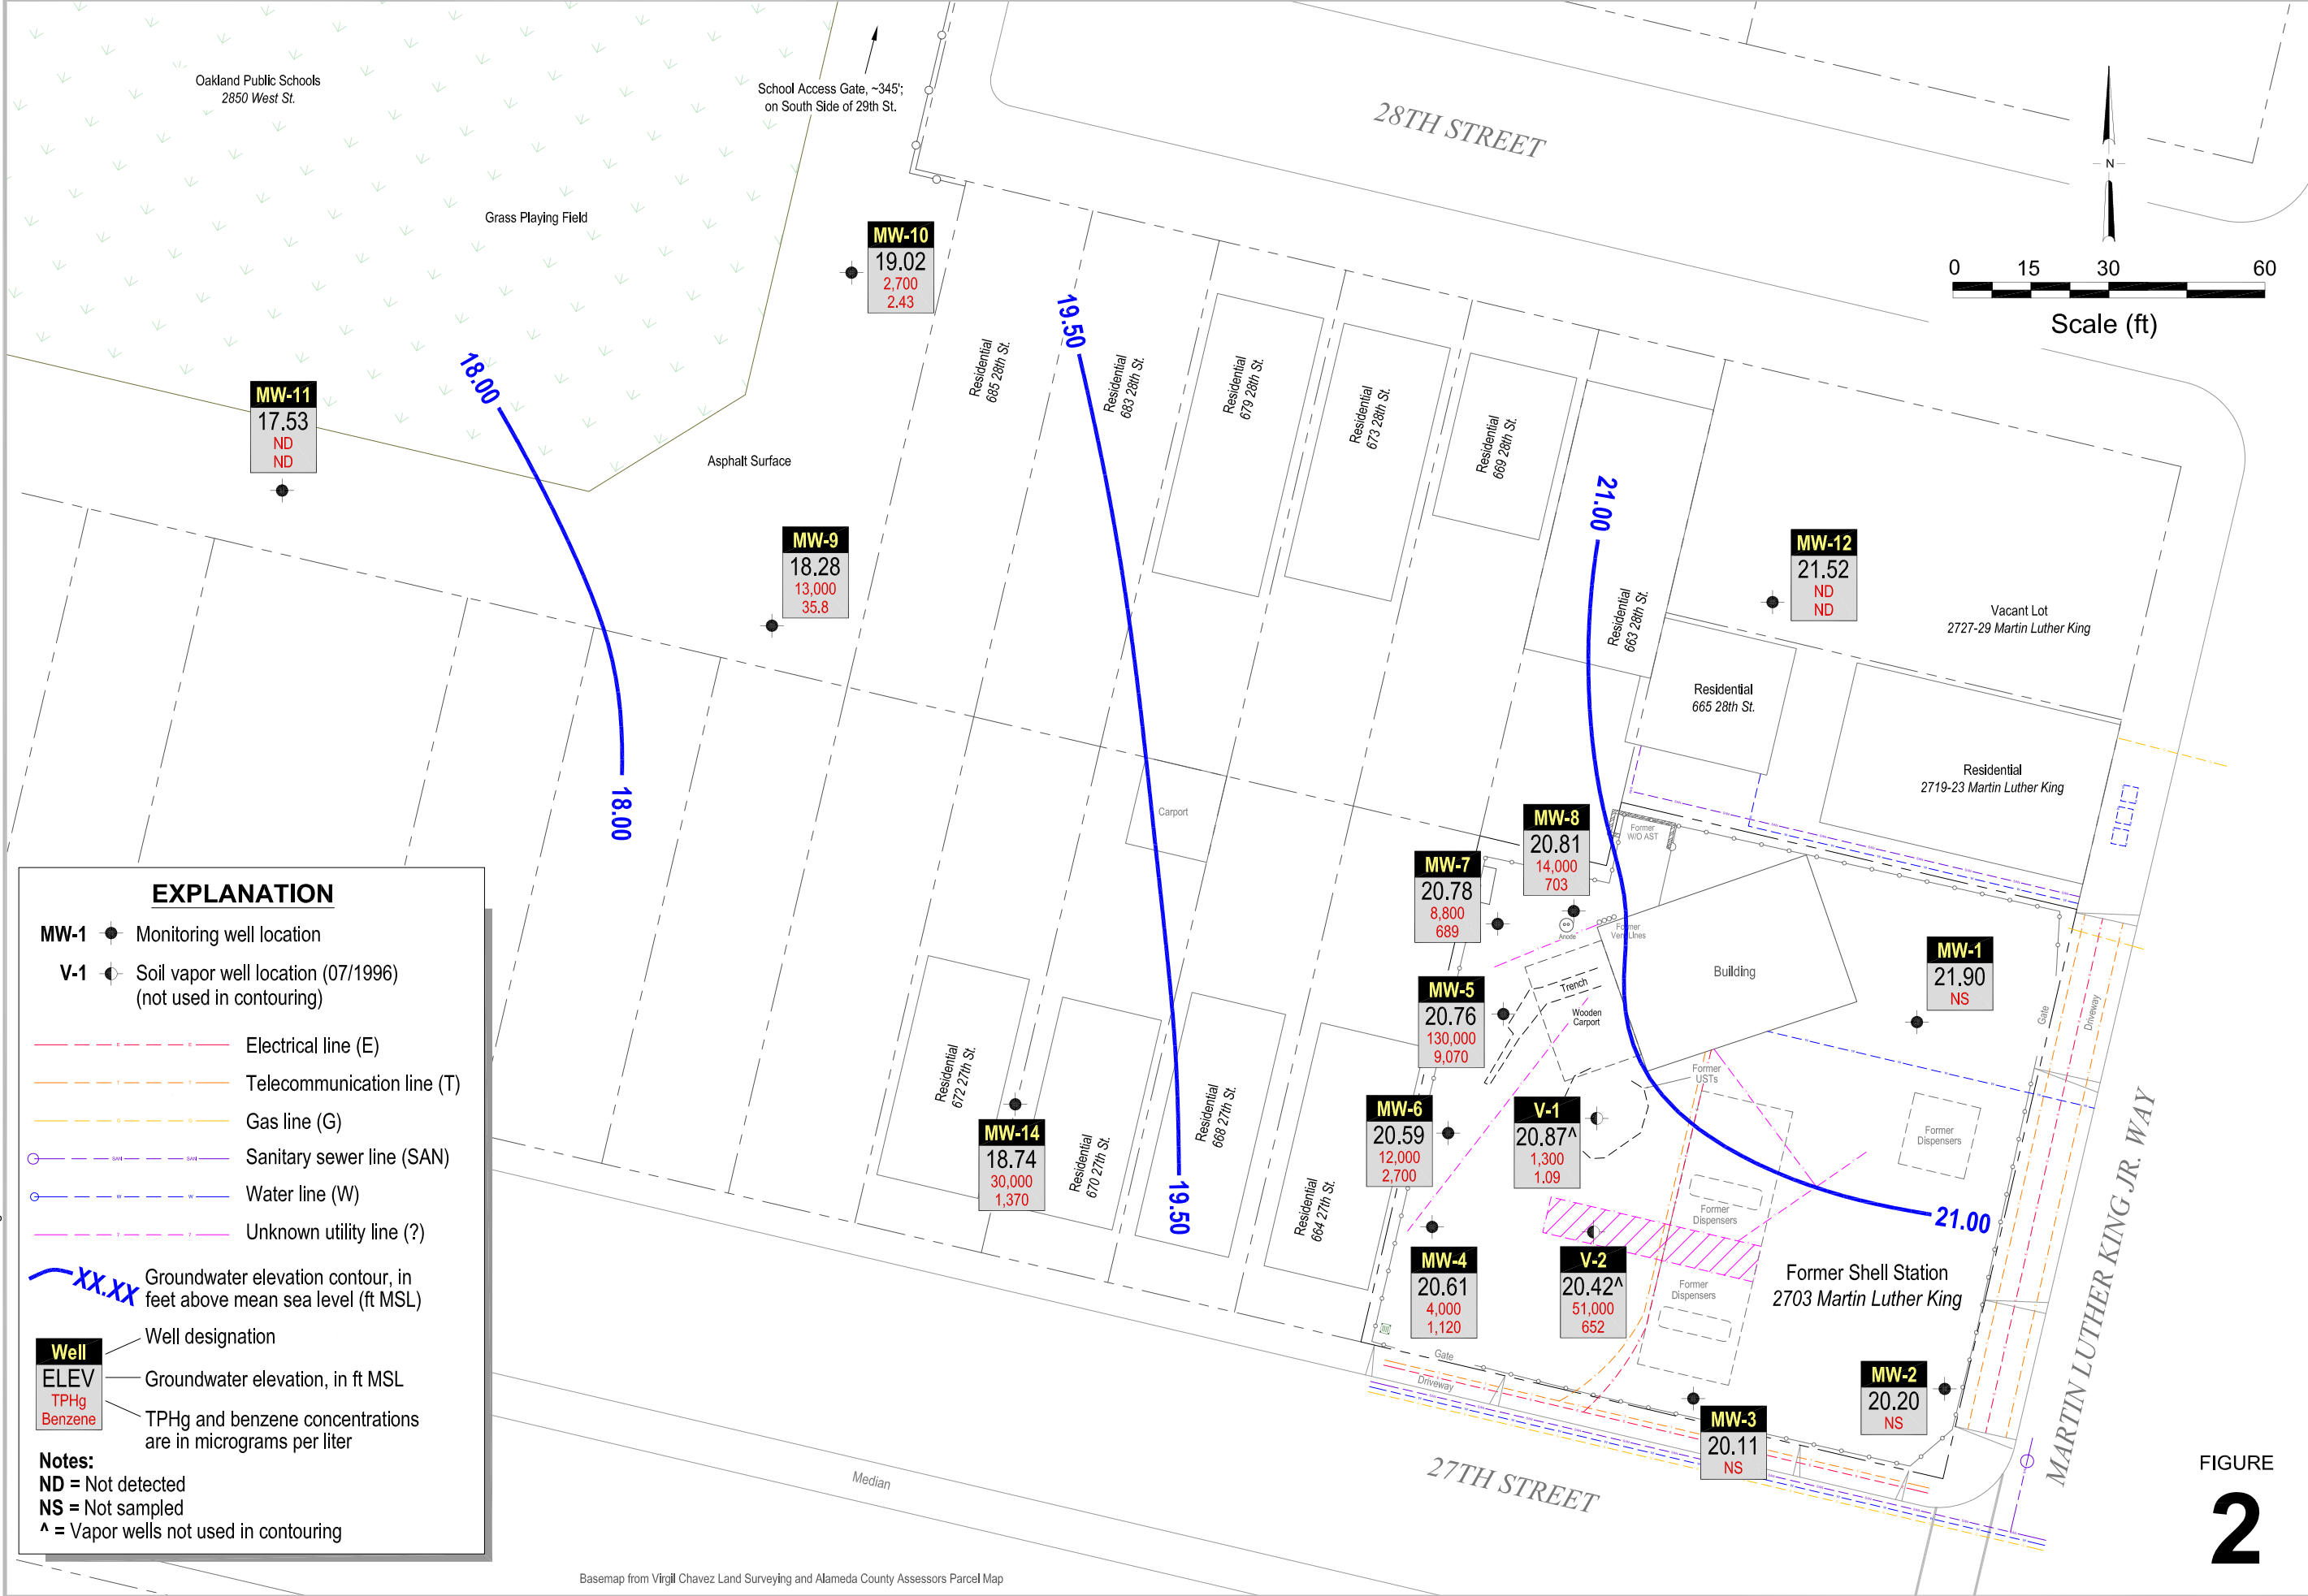 Oakland Public Schools
2850 West St.
School Access Gate, ~345';
on South Side of 29th St.
28TH STREET
N
0 15 30 60
Scale (ft)
Grass Playing Field
MW-10
19.02
2,700
2.43
19.50
18.00
MW-11
17.53
ND
ND
Asphalt Surface
Residential
685 28th St.
Residential
683 28th St.
Residential
679 28th St.
Residential
673 28th St.
Residential
669 28th St.
21.00
Residential
663 28th St.
MW-9
18.28
13,000
35.8
MW-12
21.52
ND
ND
Vacant Lot
2727-29 Martin Luther King
Residential
665 28th St.
Residential
2719-23 Martin Luther King
18.00
Carport
MW-8
20.81
14,000
703
Former
W/O AST
MW-7
20.78
8,800
689
Anode
Former
Vent Lines
Building
MW-1
21.90
NS
Trench
Wooden
Carport
MW-5
20.76
130,000
9,070
Gate
Driveway
Former
USTs
Residential
672 27th St.
MW-14
18.74
30,000
1,370
Residential
670 27th St.
Residential
668 27th St.
19.50
Residential
664 27th St.
MW-6
20.59
12,000
2,700
V-1
20.87^
1,300
1.09
Former
Dispensers
Former
Dispensers
21.00
MW-4
20.61
4,000
1,120
V-2
20.42^
51,000
652
Former
Dispensers
Former Shell Station
2703 Martin Luther King
MARTIN LUTHER KING JR. WAY
Gate
Driveway
MW-3
20.11
NS
MW-2
20.20
NS
27TH STREET
Median
EXPLANATION
MW-1 Monitoring well location
V-1 Soil vapor well location (07/1996)
(not used in contouring)
E E Electrical line (E)
T T Telecommunication line (T)
G G Gas line (G)
SAN SAN Sanitary sewer line (SAN)
W W Water line (W)
? ? Unknown utility line (?)
XX.XX Groundwater elevation contour, in
feet above mean sea level (ft MSL)
Well
ELEV
TPHg
Benzene
Well designation
Groundwater elevation, in ft MSL
TPHg and benzene concentrations
are in micrograms per liter
Notes:
ND = Not detected
NS = Not sampled
^ = Vapor wells not used in contouring
Basemap from Virgil Chavez Land Surveying and Alameda County Assessors Parcel Map
FIGURE
2